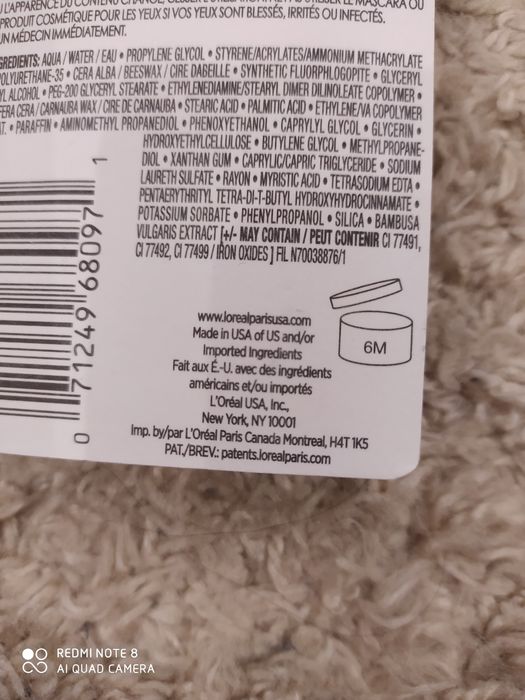 L'APPARENCE DU CONTENU CHANGE, CESSER L'UTILISATION. NE PAS UTILISER LE MASCARA OU
PRODUIT COSMÉTIQUE POUR LES YEUX SI VOS YEUX SONT BLESSÉS, IRRITÉS OU INFECTÉS.
UN MÉDECIN IMMÉDIATEMENT.
GREDIENTS: AQUA / WATER / EAU • PROPYLENE GLYCOL • STYRENE/ACRYLATES/AMMONIUM METHACRYLATE
POLYURETHANE-35 • CERA ALBA / BEESWAX / CIRE DABEILLE • SYNTHETIC FLUORPHLOGOPITE • GLYCERYL
YL ALCOHOL • PEG-200 GLYCERYL STEARATE • ETHYLENEDIAMINE/STEARYL DIMER DILINOLEATE COPOLYMER •
FERA CERA / CARNAUBA WAX / CIRE DE CARNAUBA • STEARIC ACID • PALMITIC ACID • ETHYLENE/VA COPOLYMER
AT. • PARAFFIN • AMINOMETHYL PROPANEDIOL • PHENOXYETHANOL • CAPRYLYL GLYCOL • GLYCERIN •
HYDROXYETHYLCELLULOSE • BUTYLENE GLYCOL • METHYLPROPANE-
DIOL • XANTHAN GUM • CAPRYLIC/CAPRIC TRIGLYCERIDE • SODIUM
LAURETH SULFATE • RAYON • MYRISTIC ACID • TETRASODIUM EDTA •
PENTAERYTHRITYL TETRA-DI-T-BUTYL HYDROXYHYDROCINNAMATE •
POTASSIUM SORBATE • PHENYLPROPANOL • SILICA • BAMBUSA
VULGARIS EXTRACT [+/- MAY CONTAIN / PEUT CONTENIR CI 77491,
CI 77492, CI 77499 / IRON OXIDES ] FIL N70038876/1
0 71249 68097 1
6M
www.lorealparisusa.com
Made in USA of US and/or
Imported Ingredients
Fait aux É.-U. avec des ingrédients
américains et/ou importés
L'Oréal USA, Inc.,
New York, NY 10001
Imp. by/par L'Oréal Paris Canada Montreal, H4T 1K5
PAT./BREV.: patents.lorealparis.com
REDMI NOTE 8
AI QUAD CAMERA